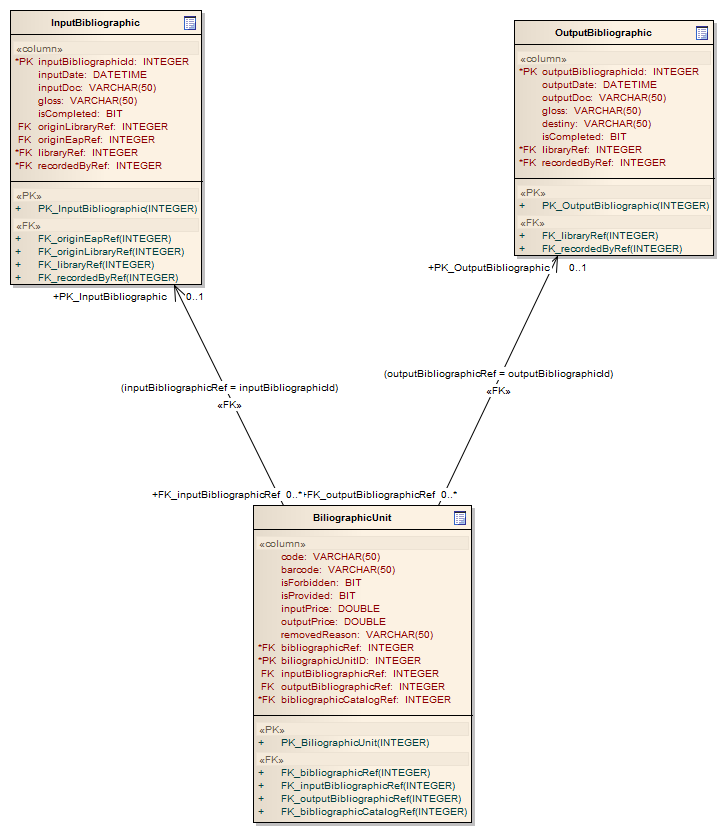 InputBibliographic
«column»
*PK inputBibliographicId: INTEGER
inputDate: DATETIME
inputDoc: VARCHAR(50)
gloss: VARCHAR(50)
isCompleted: BIT
FK originLibraryRef: INTEGER
FK originEapRef: INTEGER
*FK libraryRef: INTEGER
*FK recordedByRef: INTEGER
«PK»
+ PK_InputBibliographic(INTEGER)
«FK»
+ FK_originEapRef(INTEGER)
+ FK_originLibraryRef(INTEGER)
+ FK_libraryRef(INTEGER)
+ FK_recordedByRef(INTEGER)
OutputBibliographic
«column»
*PK outputBibliographicId: INTEGER
outputDate: DATETIME
outputDoc: VARCHAR(50)
gloss: VARCHAR(50)
destiny: VARCHAR(50)
isCompleted: BIT
*FK libraryRef: INTEGER
*FK recordedByRef: INTEGER
«PK»
+ PK_OutputBibliographic(INTEGER)
«FK»
+ FK_libraryRef(INTEGER)
+ FK_recordedByRef(INTEGER)
+PK_InputBibliographic 0..1
+PK_OutputBibliographic 0..1
(inputBibliographicRef = inputBibliographicId)
«FK»
(outputBibliographicRef = outputBibliographicId)
«FK»
+FK_inputBibliographicRef 0..*
+FK_outputBibliographicRef 0..*
BiliographicUnit
«column»
code: VARCHAR(50)
barcode: VARCHAR(50)
isForbidden: BIT
isProvided: BIT
inputPrice: DOUBLE
outputPrice: DOUBLE
removedReason: VARCHAR(50)
*FK bibliographicRef: INTEGER
*PK biliographicUnitID: INTEGER
FK inputBibliographicRef: INTEGER
FK outputBibliographicRef: INTEGER
*FK bibliographicCatalogRef: INTEGER
«PK»
+ PK_BiliographicUnit(INTEGER)
«FK»
+ FK_bibliographicRef(INTEGER)
+ FK_inputBibliographicRef(INTEGER)
+ FK_outputBibliographicRef(INTEGER)
+ FK_bibliographicCatalogRef(INTEGER)